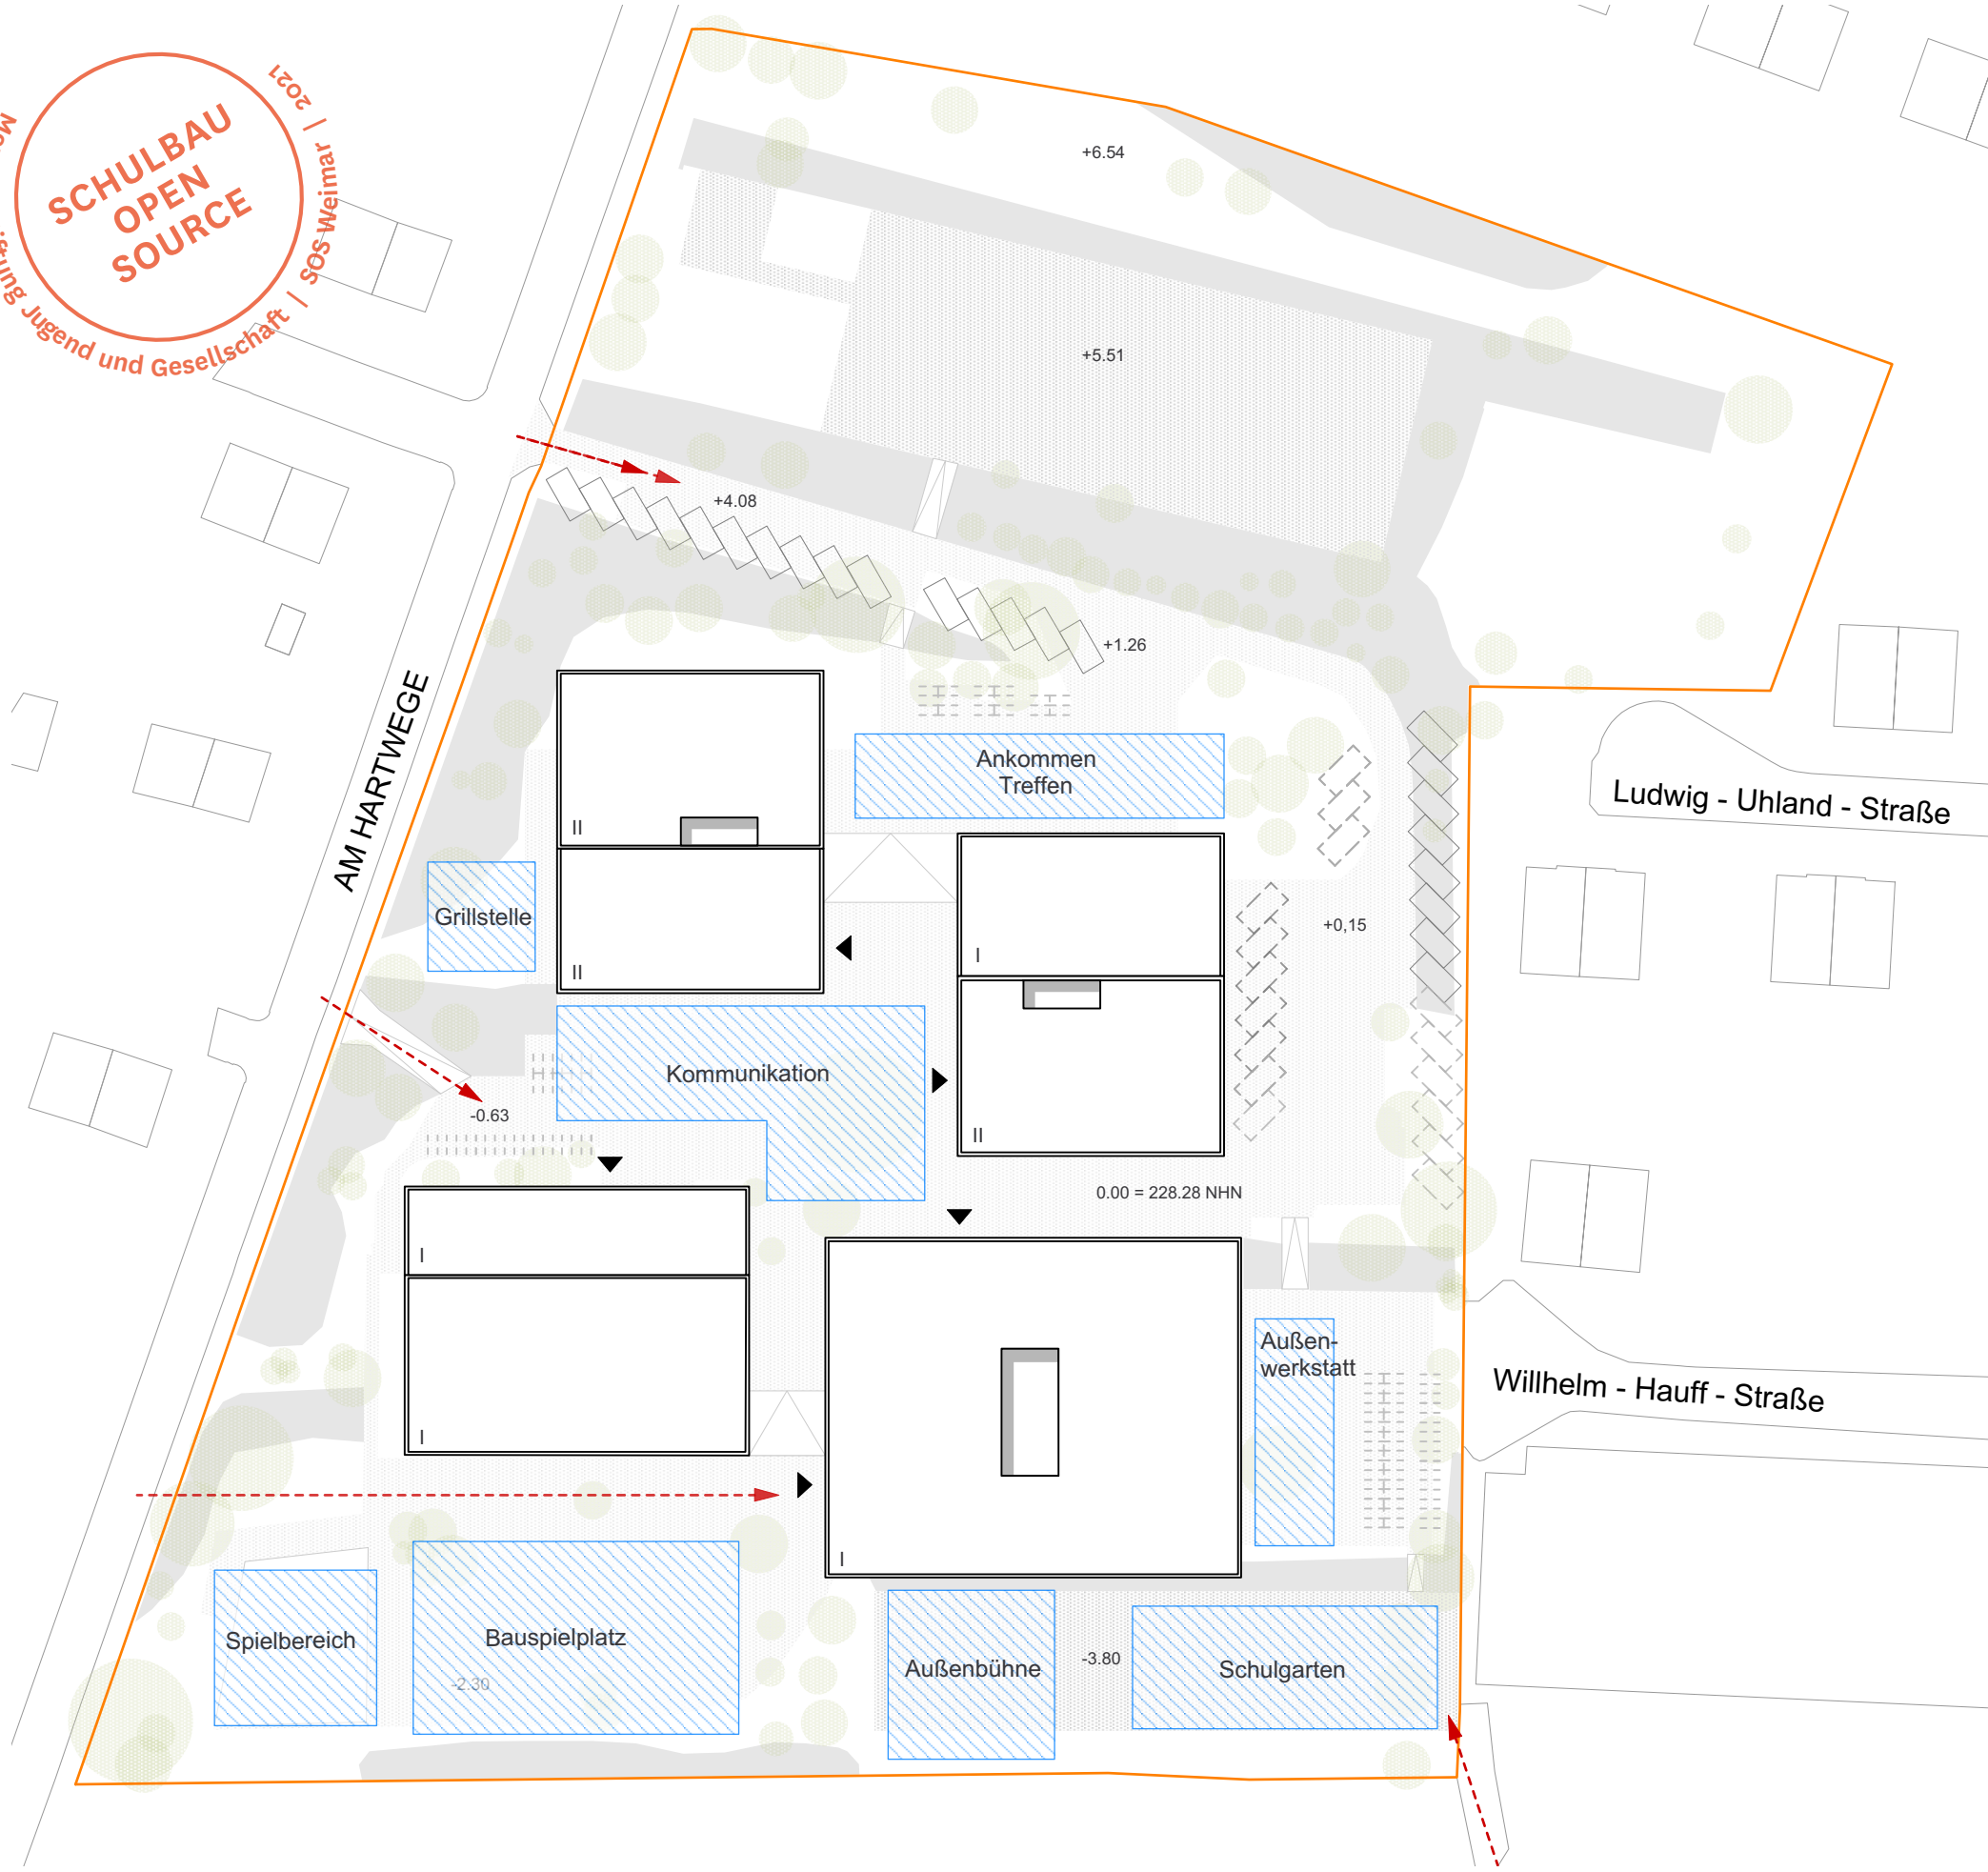 SCHULBAU
OPEN
SOURCE
Jugend und Gesellschaft | SOS Weimar | 2021
+6.54
+5.51
+4.08
+1.26
AM HARTWEGE
Ankommen
Treffen
Ludwig - Uhland - Straße
II
Grillstelle
+0,15
I
II
Kommunikation
-0.63
II
0.00 = 228.28 NHN
I
Außen-
werkstatt
Willhelm - Hauff - Straße
I
I
Spielbereich
Bauspielplatz
-2.30
Außenbühne
-3.80
Schulgarten